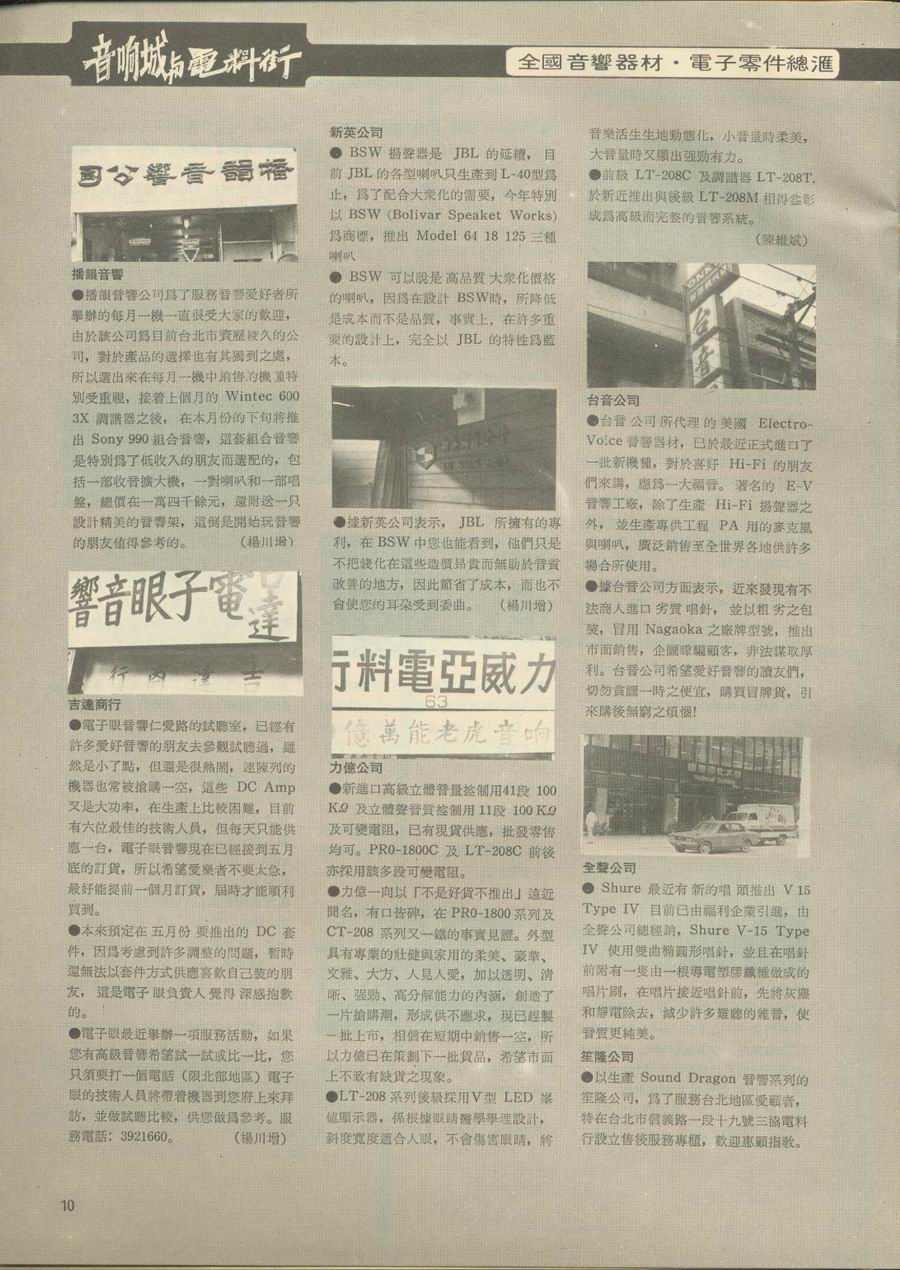 音响城与電料街
全國音響器材・電子零件總滙
司公響音韻播
播韻音響
●播韻音響公司爲了服務音響愛好者所
擧辦的每月一機一直很受大家的歡迎，
由於該公司爲目前台北市資歷較久的公
司，對於產品的選擇也有其獨到之處，
所以選出來在每月一機中銷售的機種特
別受重視，接着上個月的 Wintec 600
3X 調諧器之後， 在本月份的下旬將推
出 Sony 990 組合音響，這套組合音響
是特別爲了低收入的朋友而選配的，包
括一部收音擴大機，一對喇叭和一部唱
盤，總價在一萬四千餘元，還附送一只
設計精美的音響架，這倒是開始玩音響
的朋友値得參考的。 （楊川增）
響音眼子電
達
行 內 達 吉
吉達商行
●電子眼音響仁愛路的試聽室，已經有
許多愛好音響的朋友去參觀試聽過，雖
然是小了點，但還是很熱鬧，連陳列的
機器也常被搶購一空，這些 DC Amp
又是大功率，在生產上比較困難，目前
有六位最佳的技術人員，但每天只能供
應一台，電子眼音響現在已經接到五月
底的訂貨，所以希望愛樂者不要太急，
最好能提前一個月訂貨，屆時才能順利
買到。
●本來預定在 五月份 要推出的 DC 套
件，因爲考慮到許多調整的問題，暫時
還無法以套件方式供應喜歡自己裝的朋
友， 這是電子眼負責人覺得 深感抱歉
的。
●電子眼最近擧辦一項服務活動，如果
您有高級音響希望試一試或比一比，您
只須要打一個電話（限北部地區）電子
眼的技術人員將帶着機器到您府上來拜
訪，並做試聽比較，供您做爲參考。服
務電話：3921660。 （楊川增）
新英公司
● BSW 揚聲器是 JBL 的延續， 目
前 JBL 的各型喇叭只生產到 L-40型爲
止，爲了配合大衆化的需要，今年特別
以 BSW (Bolivar Speaket Works)
爲商標，推出 Model 64 18 125 三種
喇叭
● BSW 可以說是高品質大衆化價格
的喇叭，因爲在設計 BSW時，所降低
是成本而不是品質，事實上，在許多重
要的設計上，完全以 JBL 的特性爲藍
本。
●據新英公司表示， JBL 所擁有的專
利，在 BSW 中您也能看到，他們只是
不把錢化在這些造價昻貴而無助於音質
改善的地方，因此節省了成本，而也不
會使您的耳朶受到委曲。 （楊川增）
行料電亞威力
63
億萬能老虎音响
力億公司
●新進口高級立體音量控制用41段 100
KΩ 及立體聲音質控制用 11段 100 KΩ
及可變電阻，已有現貨供應，批發零售
均可。PR0-1800C 及 LT-208C 前後
亦採用該多段可變電阻。
●力億一向以「不是好貨不推出」遠近
聞名，有口皆碑，在 PR0-1800 系列及
CT-208 系列又一鐵的事實見證。外型
具有專業的壯健與家用的柔美、豪華、
文雅、大方、人見人愛，加以透明、清
晰、强勁、高分解能力的內涵，創造了
一片搶購潮，形成供不應求，現已趕製
一批上市，相信在短期中銷售一空，所
以力億已在策劃下一批貨品，希望市面
上不致有缺貨之現象。
●LT-208 系列後級採用V型 LED 峯
値顯示器，係根據眼睛醫學學理設計，
斜度寬度適合人眼，不會傷害眼睛，將
音樂活生生地動態化，小音量時柔美，
大音量時又顯出强勁有力。
●前級 LT-208C 及調諧器 LT-208T.
於新近推出與後級 LT-208M 相得益彰
成爲高級而完整的音響系統。
（陳維斌）
台音
台音公司
●台音公司所代理的美國 Electro-
Voice 音響器材，已於最近正式進口了
一批新機種，對於喜好 Hi-Fi 的朋友
們來講，應爲一大福音。 著名的 E-V
音響工廠，除了生產 Hi-Fi 揚聲器之
外， 並生產專供工程 PA 用的麥克風
與喇叭，廣泛銷售至全世界各地供許多
場合所使用。
●據台音公司方面表示，近來發現有不
法商人進口 劣質 唱針， 並以粗 劣之包
裝，冒用 Nagaoka 之廠牌型號，推出
市面銷售，企圖矇騙顧客，非法謀取厚
利。台音公司希望愛好音響的讀友們，
切勿貪圖一時之便宜，購買冒牌貨，引
來購後無窮之煩惱!
全聲公司
● Shure 最近有新的唱頭推出 V 15
Type IV 目前已由福利企業引進，由
全聲公司總經銷，Shure V-15 Type
IV 使用雙曲橢圓形唱針，並且在唱針
前附有一隻由一根導電塑膠纖維做成的
唱片刷，在唱片接近唱針前，先將灰塵
和靜電除去，減少許多難聽的雜音，使
音質更純美。
笙隆公司
●以生產 Sound Dragon 音響系列的
笙隆公司，爲了服務台北地區愛顧者，
特在台北市信義路一段十九號三協電料
行設立售後服務專櫃，歡迎惠顧指敎。
10